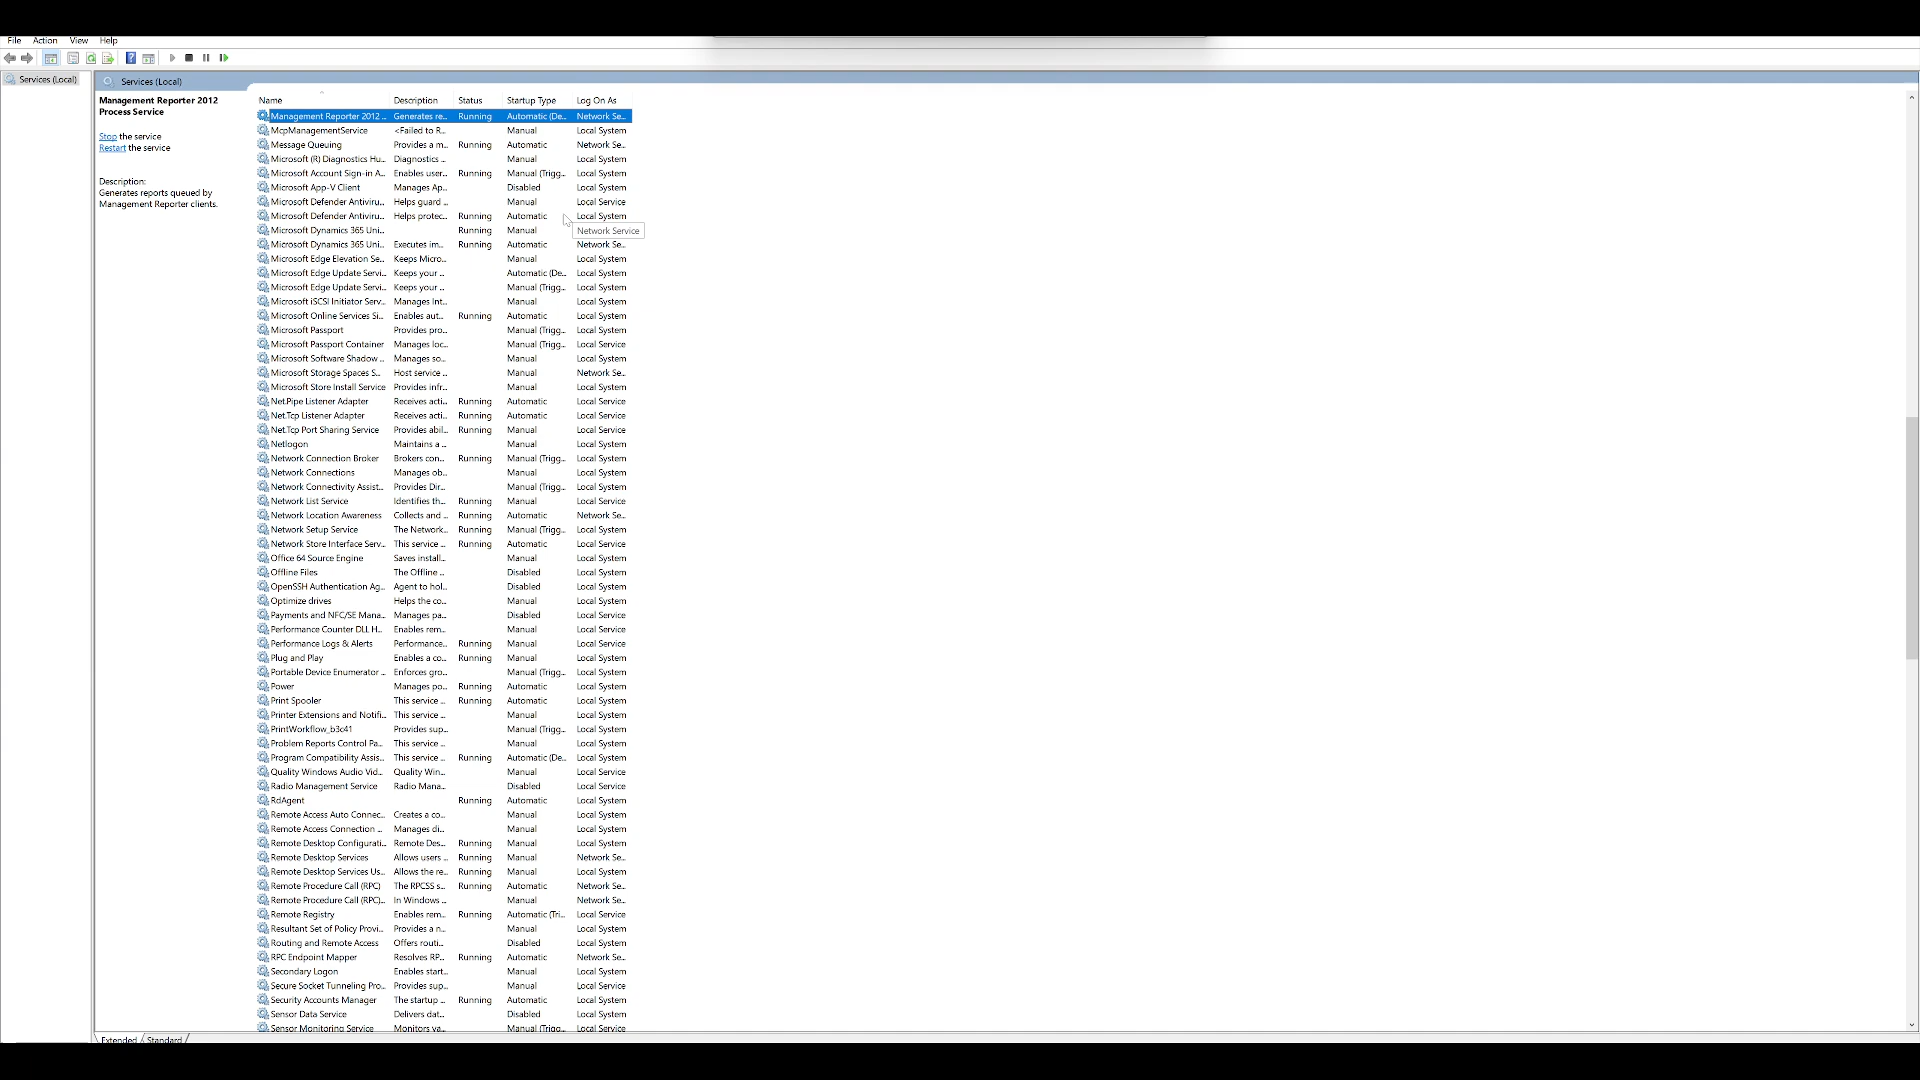 File Action View Help
Services (Local)
Services (Local)
Management Reporter 2012
Process Service
Stop the service
Restart the service
Description:
Generates reports queued by
Management Reporter clients.
Name Description Status Startup Type Log On As
Management Reporter 2012 ... Generates re... Running Automatic (De... Network Se...
McpManagementService <Failed to R... Manual Local System
Message Queuing Provides a m... Running Automatic Network Se...
Microsoft (R) Diagnostics Hu... Diagnostics ... Manual Local System
Microsoft Account Sign-in A... Enables user... Running Manual (Trigg... Local System
Microsoft App-V Client Manages Ap... Disabled Local System
Microsoft Defender Antiviru... Helps guard ... Manual Local Service
Microsoft Defender Antiviru... Helps protec... Running Automatic Local System
Microsoft Dynamics 365 Uni... Running Manual Network Service
Microsoft Dynamics 365 Uni... Executes im... Running Automatic Network Se...
Microsoft Edge Elevation Se... Keeps Micro... Manual Local System
Microsoft Edge Update Servi... Keeps your ... Automatic (De... Local System
Microsoft Edge Update Servi... Keeps your ... Manual (Trigg... Local System
Microsoft iSCSI Initiator Serv... Manages Int... Manual Local System
Microsoft Online Services Si... Enables aut... Running Automatic Local System
Microsoft Passport Provides pro... Manual (Trigg... Local System
Microsoft Passport Container Manages loc... Manual (Trigg... Local Service
Microsoft Software Shadow ... Manages so... Manual Local System
Microsoft Storage Spaces S... Host service ... Manual Network Se...
Microsoft Store Install Service Provides infr... Manual Local System
Net.Pipe Listener Adapter Receives acti... Running Automatic Local Service
Net.Tcp Listener Adapter Receives acti... Running Automatic Local Service
Net.Tcp Port Sharing Service Provides abil... Running Manual Local Service
Netlogon Maintains a ... Manual Local System
Network Connection Broker Brokers con... Running Manual (Trigg... Local System
Network Connections Manages ob... Manual Local System
Network Connectivity Assist... Provides Dir... Manual (Trigg... Local System
Network List Service Identifies th... Running Manual Local Service
Network Location Awareness Collects and ... Running Automatic Network Se...
Network Setup Service The Network... Running Manual (Trigg... Local System
Network Store Interface Serv... This service ... Running Automatic Local Service
Office 64 Source Engine Saves install... Manual Local System
Offline Files The Offline ... Disabled Local System
OpenSSH Authentication Ag... Agent to hol... Disabled Local System
Optimize drives Helps the co... Manual Local System
Payments and NFC/SE Mana... Manages pa... Disabled Local Service
Performance Counter DLL H... Enables rem... Manual Local Service
Performance Logs & Alerts Performance... Running Manual Local Service
Plug and Play Enables a co... Running Manual Local System
Portable Device Enumerator ... Enforces gro... Manual (Trigg... Local System
Power Manages po... Running Automatic Local System
Print Spooler This service ... Running Automatic Local System
Printer Extensions and Notifi... This service ... Manual Local System
PrintWorkflow_b3c41 Provides sup... Manual (Trigg... Local System
Problem Reports Control Pa... This service ... Manual Local System
Program Compatibility Assis... This service ... Running Automatic (De... Local System
Quality Windows Audio Vid... Quality Win... Manual Local Service
Radio Management Service Radio Mana... Disabled Local Service
RdAgent Running Automatic Local System
Remote Access Auto Connec... Creates a co... Manual Local System
Remote Access Connection ... Manages di... Manual Local System
Remote Desktop Configurati... Remote Des... Running Manual Local System
Remote Desktop Services Allows users ... Running Manual Network Se...
Remote Desktop Services Us... Allows the re... Running Manual Local System
Remote Procedure Call (RPC) The RPCSS s... Running Automatic Network Se...
Remote Procedure Call (RPC)... In Windows ... Manual Network Se...
Remote Registry Enables rem... Running Automatic (Tri... Local Service
Resultant Set of Policy Provi... Provides a n... Manual Local System
Routing and Remote Access Offers routi... Disabled Local System
RPC Endpoint Mapper Resolves RP... Running Automatic Network Se...
Secondary Logon Enables start... Manual Local System
Secure Socket Tunneling Pro... Provides sup... Manual Local Service
Security Accounts Manager The startup ... Running Automatic Local System
Sensor Data Service Delivers dat... Disabled Local System
Sensor Monitoring Service Monitors va... Manual (Trigg... Local Service
Extended Standard